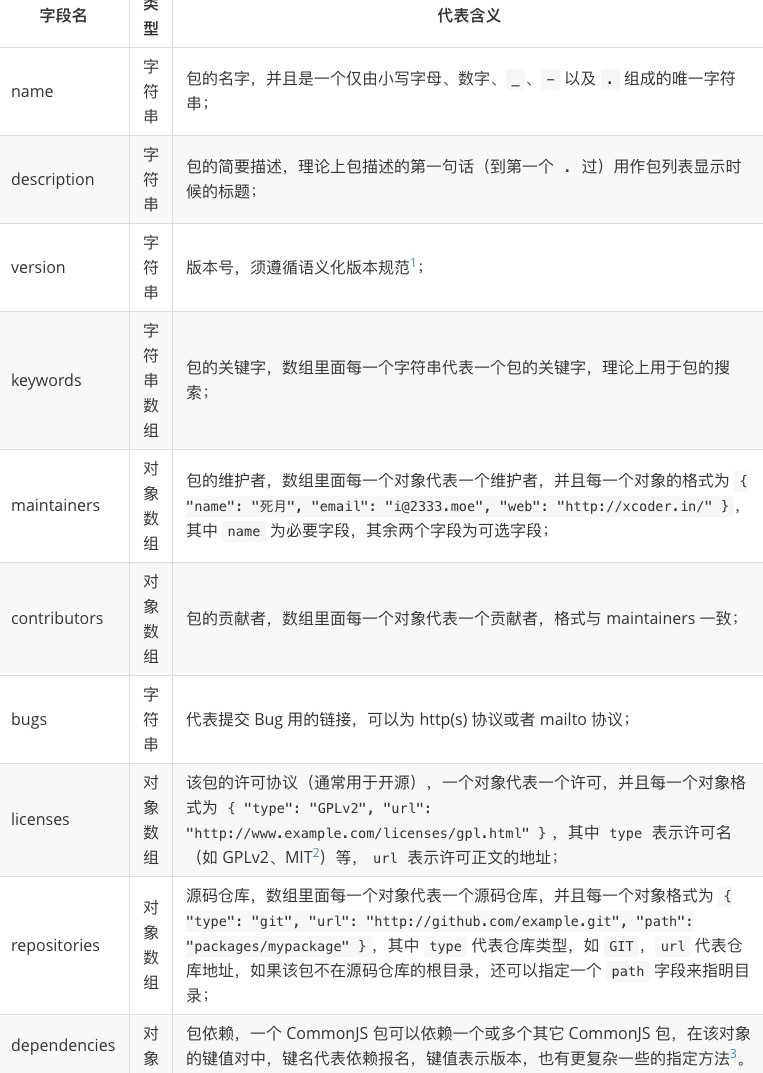 字段名 类型 代表含义
name 字符串 包的名字，并且是一个仅由小写字母、数字、 _ 、 - 以及 . 组成的唯一字符
串；
description 字符串 包的简要描述，理论上包描述的第一句话（到第一个 . 过）用作包列表显示时
候的标题；
version 字符串 版本号，须遵循语义化版本规范1；
keywords 字符串数组 包的关键字，数组里面每一个字符串代表一个包的关键字，理论上用于包的搜
索；
maintainers 对象数组 包的维护者，数组里面每一个对象代表一个维护者，并且每一个对象的格式为 {
"name": "死月", "email": "i@2333.moe", "web": "http://xcoder.in/" } ，
其中 name 为必要字段，其余两个字段为可选字段；
contributors 对象数组 包的贡献者，数组里面每一个对象代表一个贡献者，格式与 maintainers 一致；
bugs 字符串 代表提交 Bug 用的链接，可以为 http(s) 协议或者 mailto 协议；
licenses 对象数组 该包的许可协议（通常用于开源），一个对象代表一个许可，并且每一个对象格
式为 { "type": "GPLv2", "url":
"http://www.example.com/licenses/gpl.html" } ，其中 type 表示许可名
（如 GPLv2、MIT2）等， url 表示许可正文的地址；
repositories 对象数组 源码仓库，数组里面每一个对象代表一个源码仓库，并且每一个对象格式为 {
"type": "git", "url": "http://github.com/example.git", "path":
"packages/mypackage" } ，其中 type 代表仓库类型，如 GIT ， url 代表仓
库地址，如果该包不在源码仓库的根目录，还可以指定一个 path 字段来指明目
录；
dependencies 对象 包依赖，一个 CommonJS 包可以依赖一个或多个其它 CommonJS 包，在该对象
的键值对中，键名代表依赖报名，键值表示版本，也有更复杂一些的指定方法3。